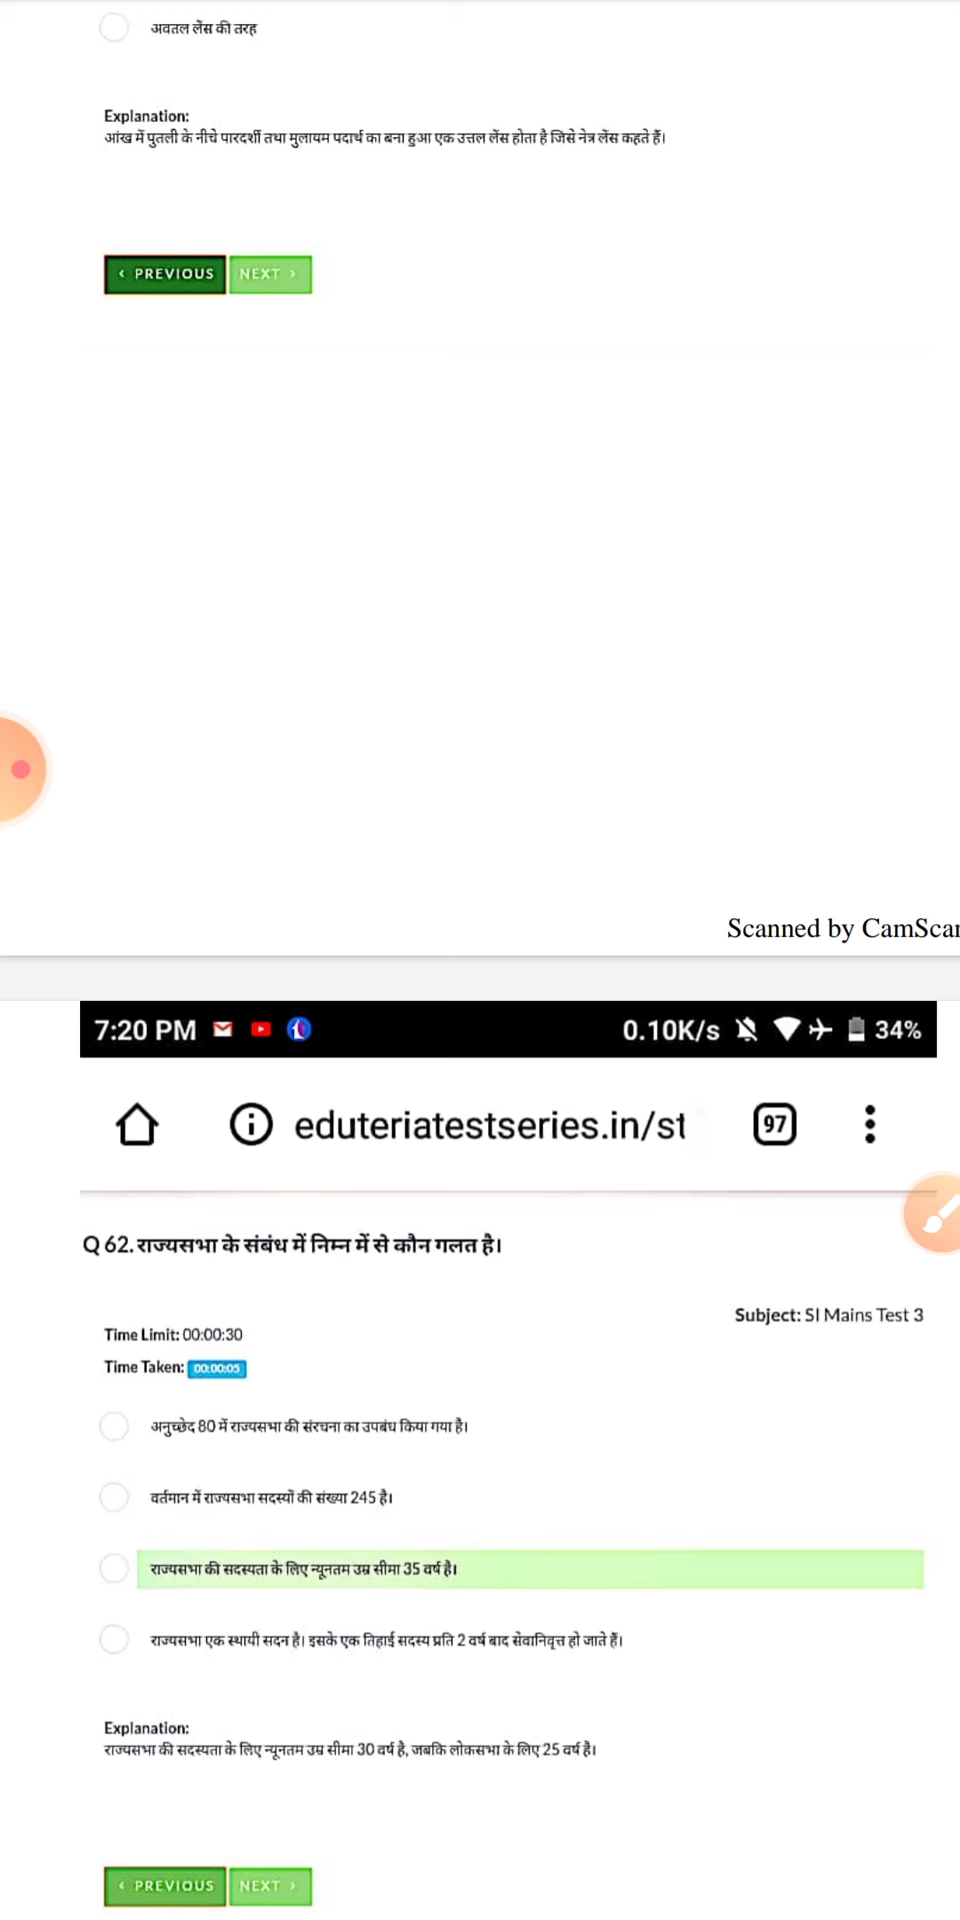 अवतल लेंस की तरह
Explanation:
आंख में पुतली के नीचे पारदर्शी तथा मुलायम पदार्थ का बना हुआ एक उत्तल लेंस होता है जिसे नेत्र लेंस कहते हैं।
‹ PREVIOUS NEXT ›
Scanned by CamScan
7:20 PM 0.10K/s 34%
eduteriatestseries.in/st 97
Q 62. राज्यसभा के संबंध में निम्न में से कौन गलत है।
Subject: SI Mains Test 3
Time Limit: 00:00:30
Time Taken: 00:00:05
अनुच्छेद 80 में राज्यसभा की संरचना का उपबंध किया गया है।
वर्तमान में राज्यसभा सदस्यों की संख्या 245 है।
राज्यसभा की सदस्यता के लिए न्यूनतम उम्र सीमा 35 वर्ष है।
राज्यसभा एक स्थायी सदन है। इसके एक तिहाई सदस्य प्रति 2 वर्ष बाद सेवानिवृत्त हो जाते हैं।
Explanation:
राज्यसभा की सदस्यता के लिए न्यूनतम उम्र सीमा 30 वर्ष है, जबकि लोकसभा के लिए 25 वर्ष है।
‹ PREVIOUS NEXT ›